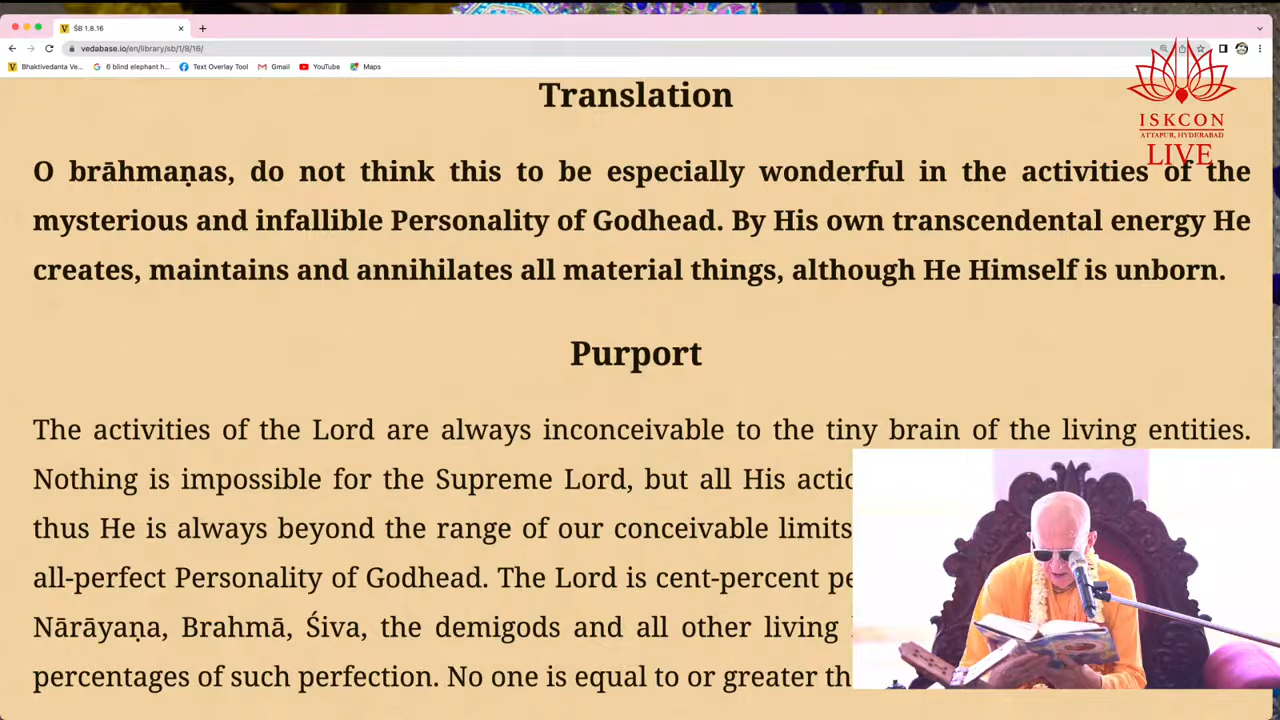 ŚB 1.8.16
vedabase.io/en/library/sb/1/8/16/
Bhaktivedanta Ve...
6 blind elephant h...
Text Overlay Tool
Gmail
YouTube
Maps
ISKCON
ATTAPUR, HYDERABAD
LIVE
Translation
O brāhmaṇas, do not think this to be especially wonderful in the activities of the
mysterious and infallible Personality of Godhead. By His own transcendental energy He
creates, maintains and annihilates all material things, although He Himself is unborn.
Purport
The activities of the Lord are always inconceivable to the tiny brain of the living entities.
Nothing is impossible for the Supreme Lord, but all His
thus He is always beyond the range of our conceivable limits
all-perfect Personality of Godhead. The Lord is cent-percent
Nārāyaṇa, Brahmā, Śiva, the demigods and all other living
percentages of such perfection. No one is equal to or greater